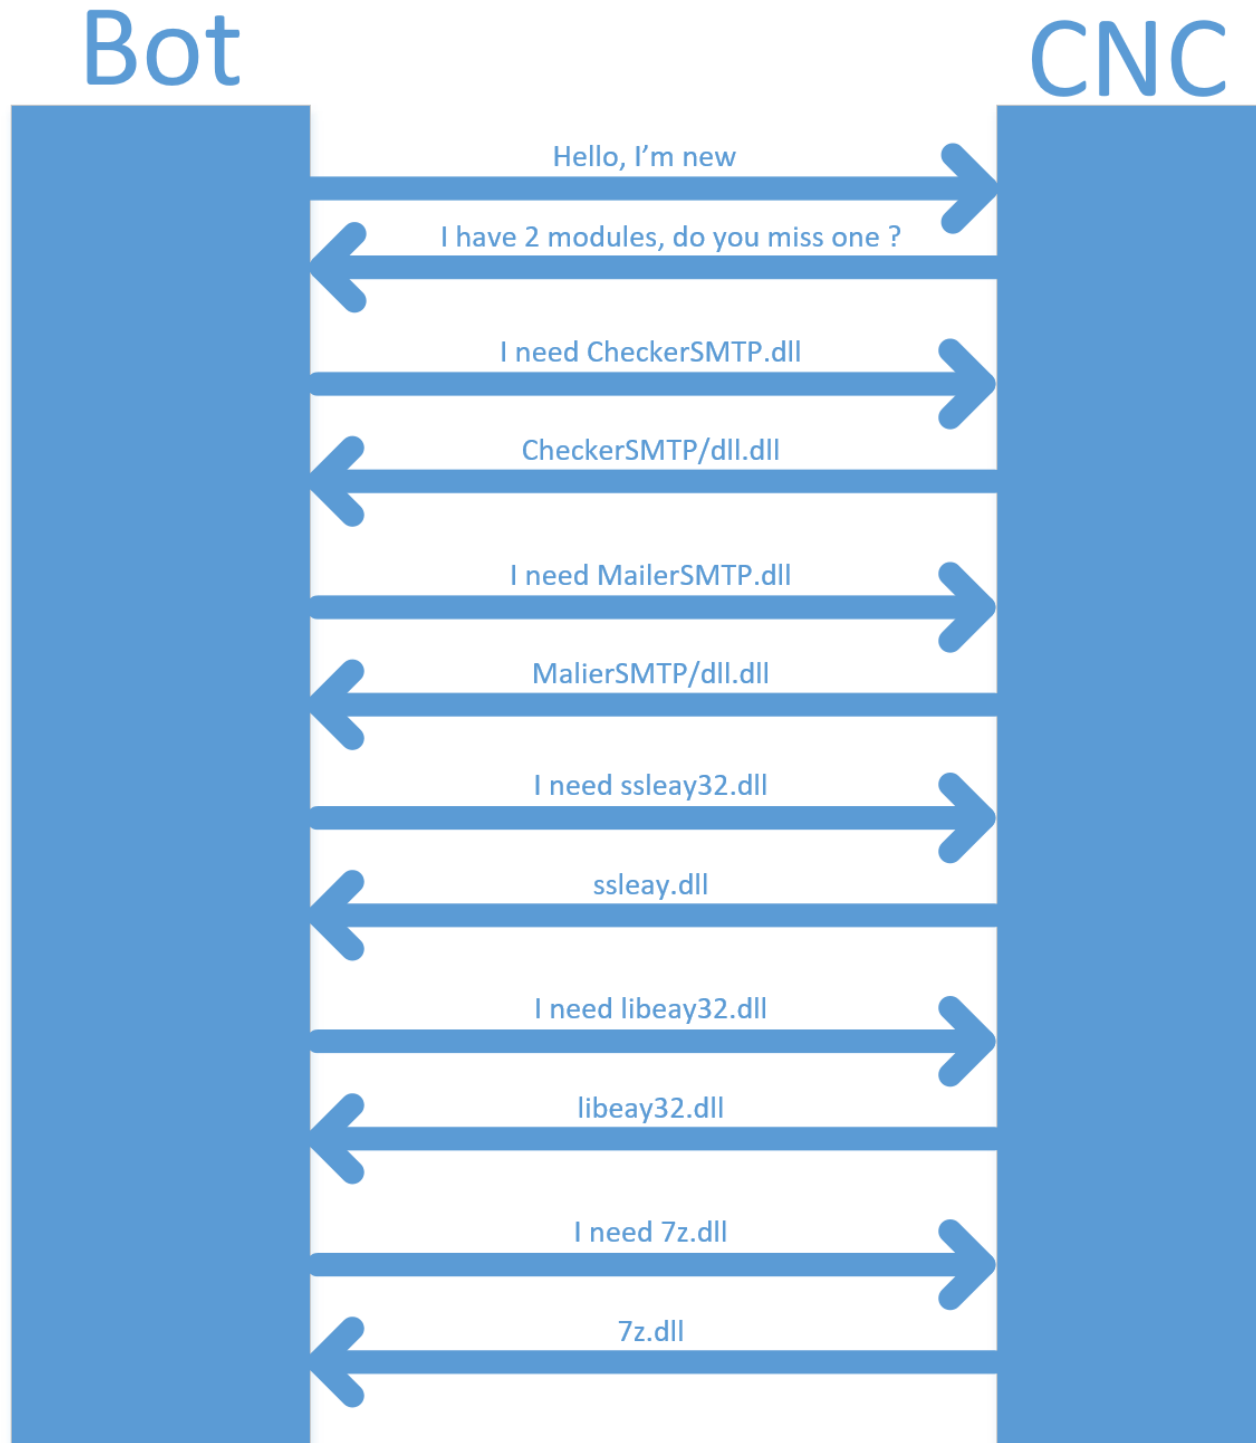 Bot
CNC
Hello, I'm new
I have 2 modules, do you miss one ?
I need CheckerSMTP.dll
CheckerSMTP/dll.dll
I need MailerSMTP.dll
MalierSMTP/dll.dll
I need ssleay32.dll
ssleay.dll
I need libeay32.dll
libeay32.dll
I need 7z.dll
7z.dll